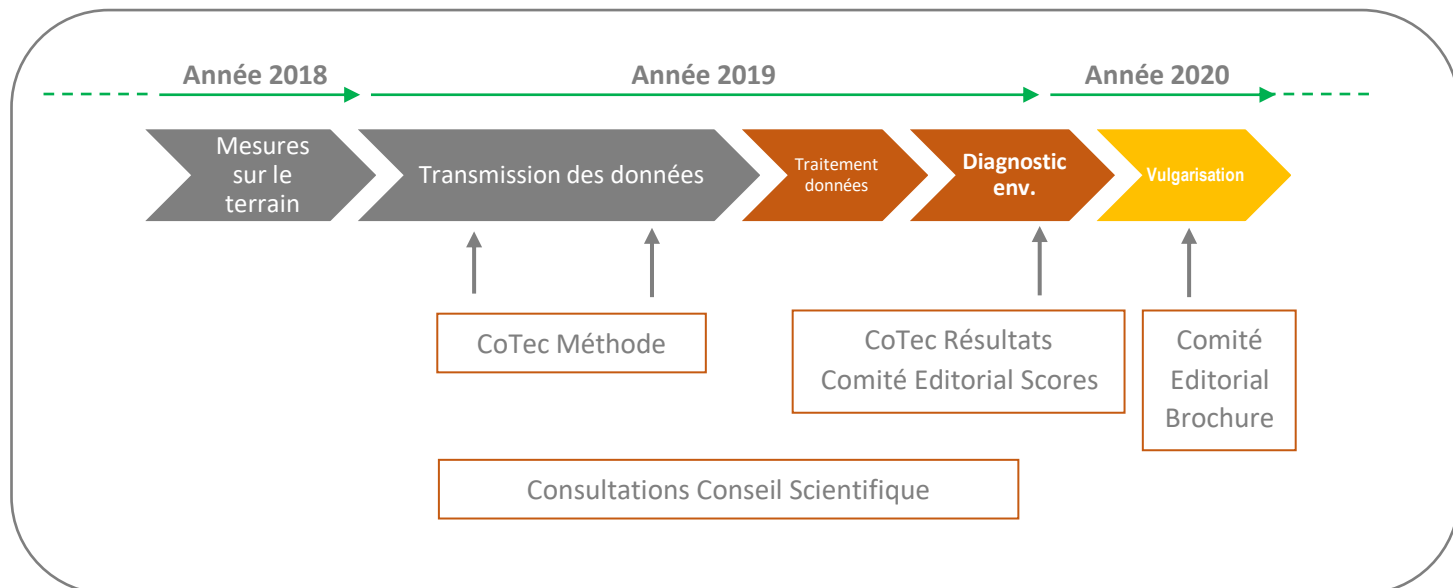 Année 2018
Année 2019
Année 2020
Mesures
sur le
terrain
Transmission des données
Traitement
données
Diagnostic
env.
Vulgarisation
CoTec Méthode
CoTec Résultats
Comité Editorial Scores
Comité
Editorial
Brochure
Consultations Conseil Scientifique